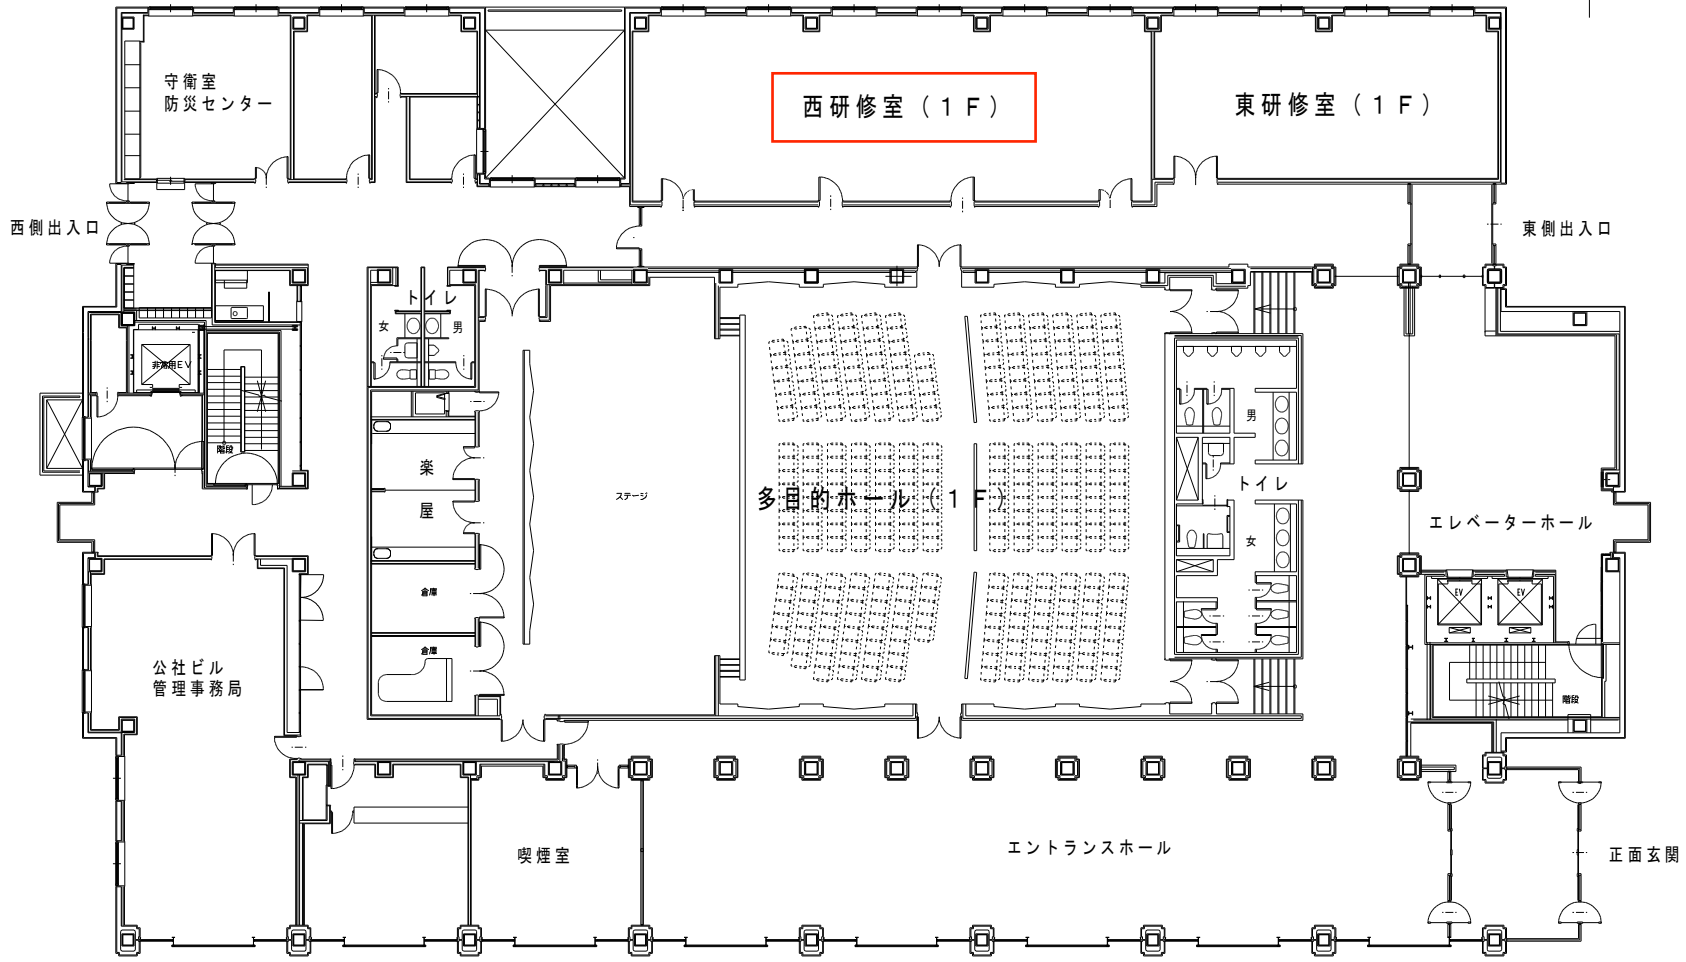 守衛室
防災センター
西研修室（１Ｆ）
東研修室（１Ｆ）
西側出入口
東側出入口
トイレ
女
男
非常用ＥＶ
階段
楽
屋
ステージ
多目的ホール（１Ｆ）
男
トイレ
女
エレベーターホール
EV
EV
階段
倉庫
倉庫
公社ビル
管理事務局
喫煙室
エントランスホール
正面玄関